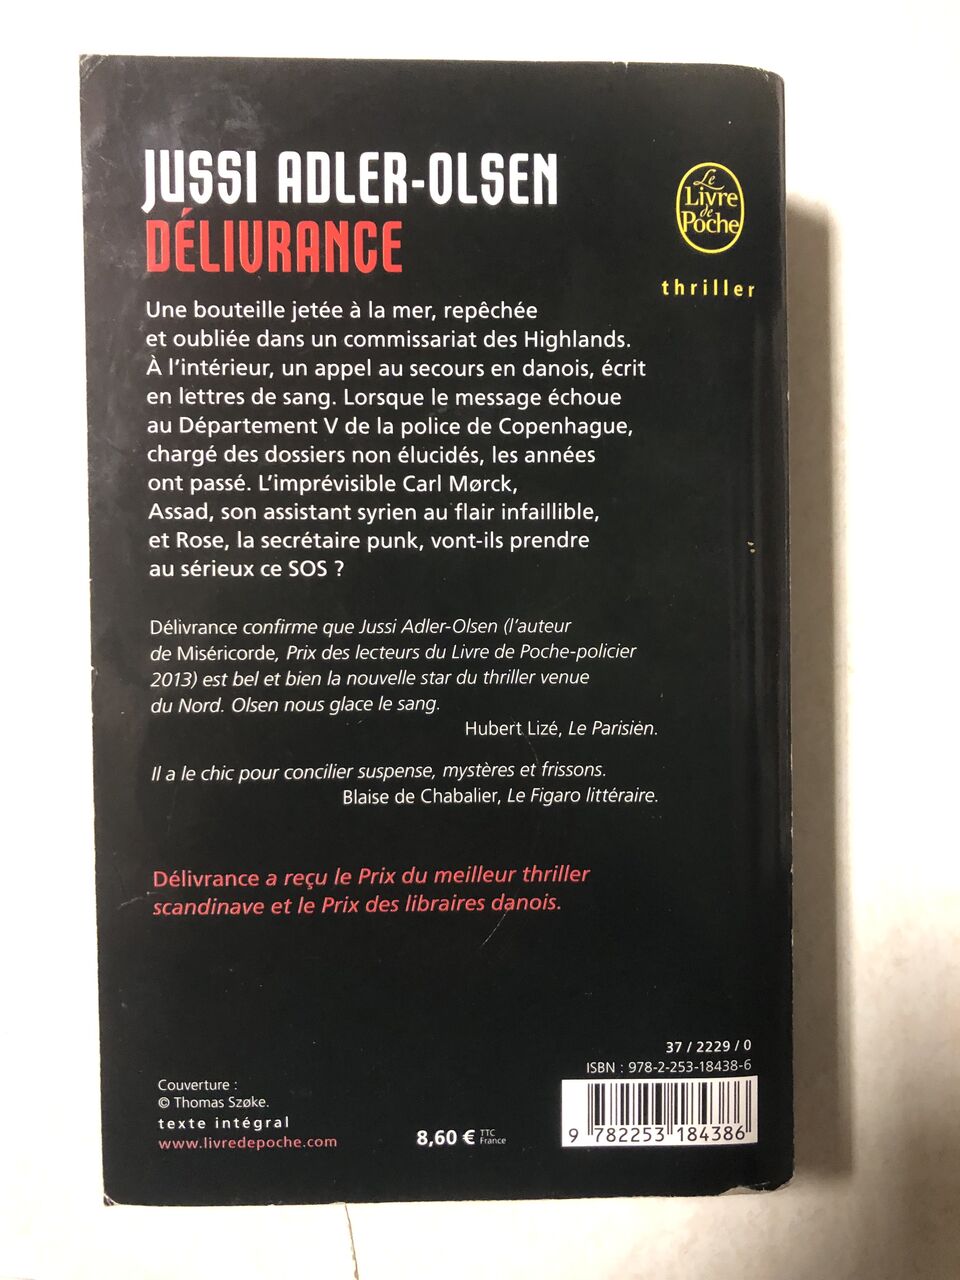 JUSSI ADLER-OLSEN
DÉLIVRANCE
Le
Livre
de
Poche
thriller
Une bouteille jetée à la mer, repêchée
et oubliée dans un commissariat des Highlands.
À l'intérieur, un appel au secours en danois, écrit
en lettres de sang. Lorsque le message échoue
au Département V de la police de Copenhague,
chargé des dossiers non élucidés, les années
ont passé. L'imprévisible Carl Mørck,
Assad, son assistant syrien au flair infaillible,
et Rose, la secrétaire punk, vont-ils prendre
au sérieux ce SOS ?
Délivrance confirme que Jussi Adler-Olsen (l'auteur
de Miséricorde, Prix des lecteurs du Livre de Poche-policier
2013) est bel et bien la nouvelle star du thriller venue
du Nord. Olsen nous glace le sang.
Hubert Lizé, Le Parisien.
Il a le chic pour concilier suspense, mystères et frissons.
Blaise de Chabalier, Le Figaro littéraire.
Délivrance a reçu le Prix du meilleur thriller
scandinave et le Prix des libraires danois.
37 / 2229 / 0
ISBN : 978-2-253-18438-6
Couverture :
© Thomas Szøke.
texte intégral
www.livredepoche.com
8,60 € TTC France
9 782253 184386